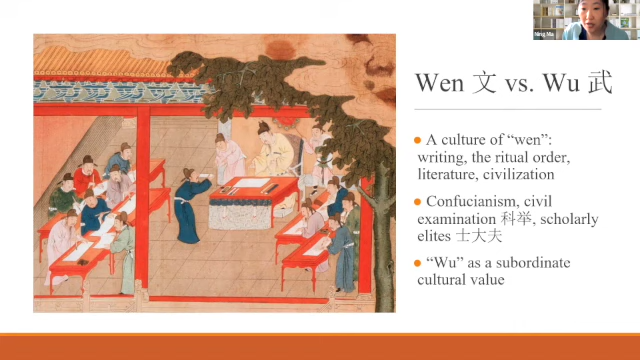 Ning Ma
Wen 文 vs. Wu 武
A culture of “wen”:
writing, the ritual order,
literature, civilization
Confucianism, civil
examination 科举, scholarly
elites 士大夫
“Wu” as a subordinate
cultural value